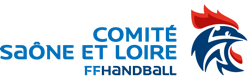 COMITÉ
SAÔNE ET LOIRE
FFHANDBALL